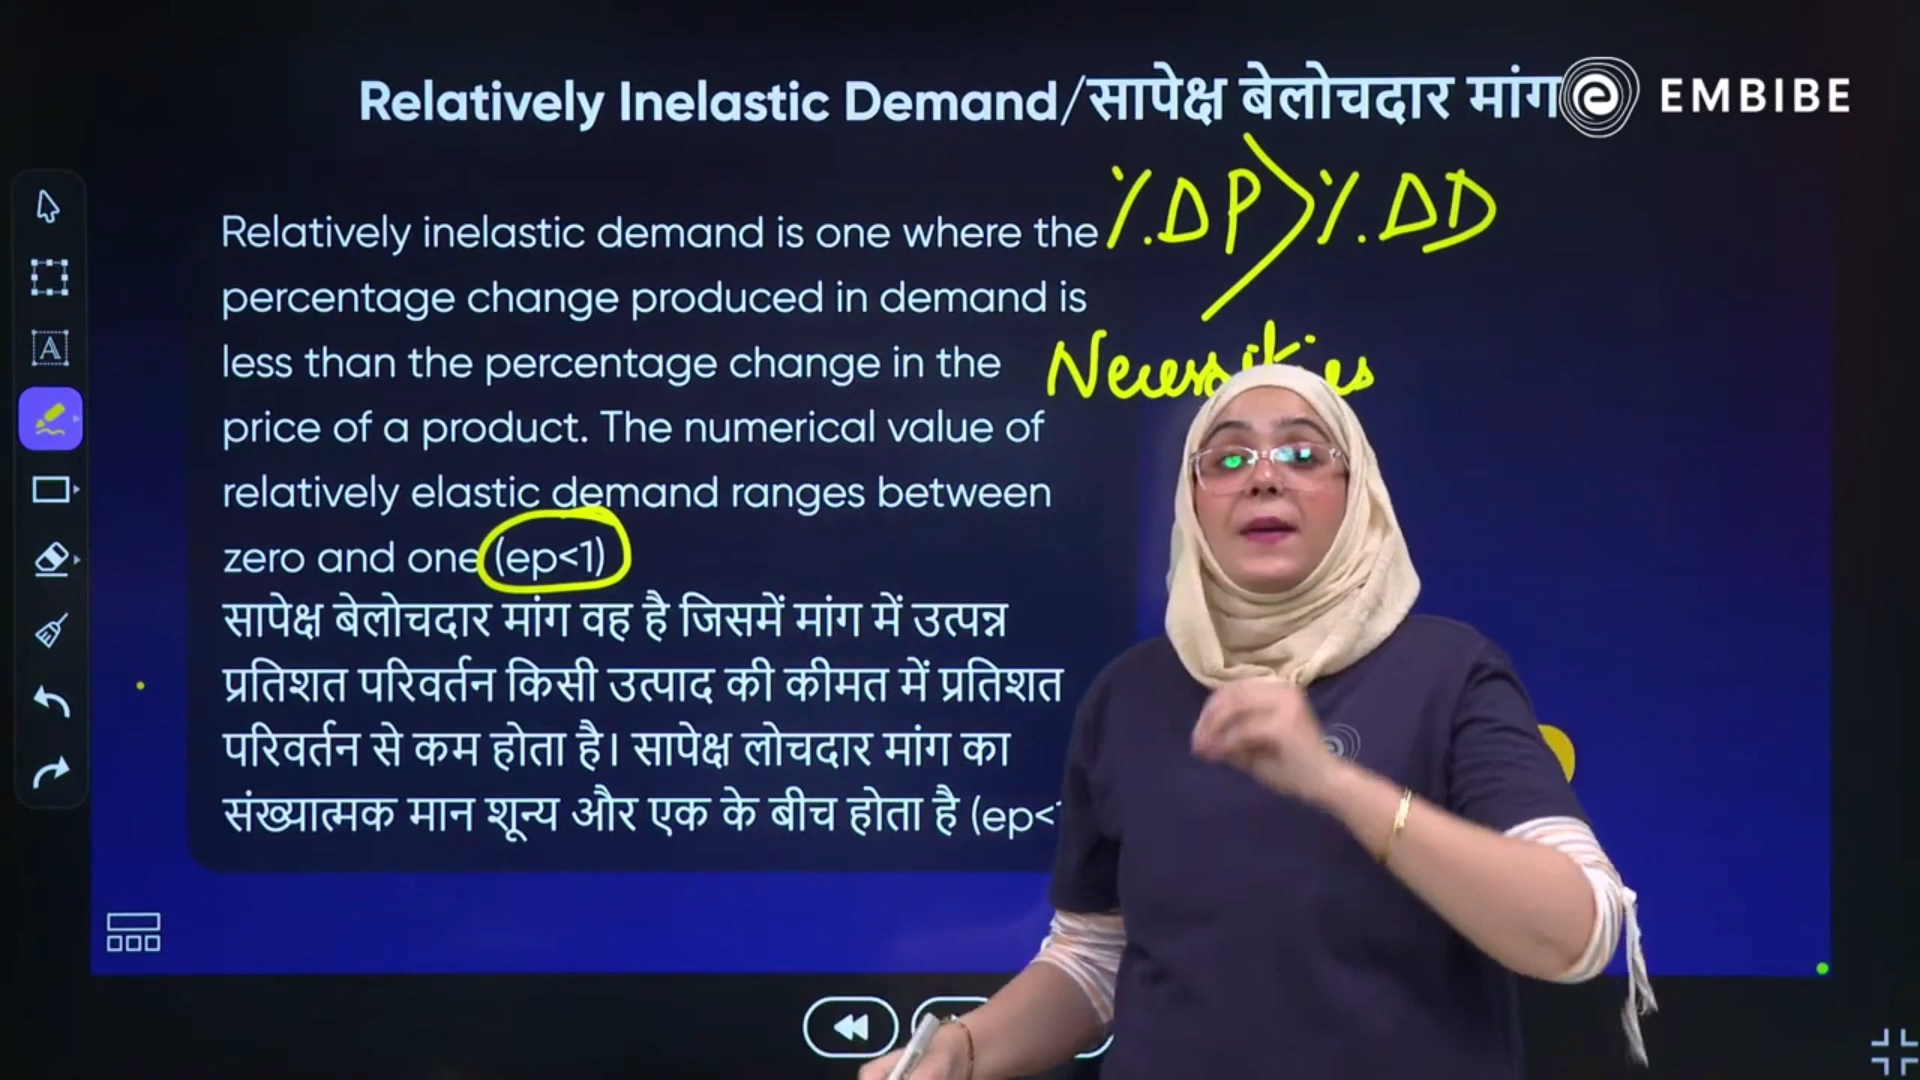 Relatively Inelastic Demand/सापेक्ष बेलोचदार मांग
EMBIBE
%.ΔP > %.ΔD
Relatively inelastic demand is one where the
percentage change produced in demand is
less than the percentage change in the
Necessities
price of a product. The numerical value of
relatively elastic demand ranges between
zero and one (ep<1)
सापेक्ष बेलोचदार मांग वह है जिसमें मांग में उत्पन्न
प्रतिशत परिवर्तन किसी उत्पाद की कीमत में प्रतिशत
परिवर्तन से कम होता है। सापेक्ष लोचदार मांग का
संख्यात्मक मान शून्य और एक के बीच होता है (ep<